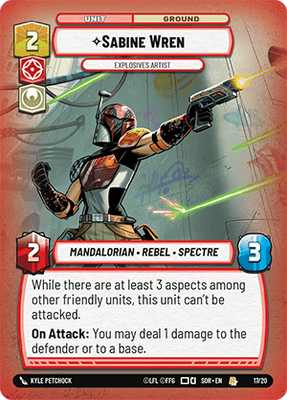 UNIT
GROUND
2
✧SABINE WREN
EXPLOSIVES ARTIST
2
3
MANDALORIAN • REBEL • SPECTRE
While there are at least 3 aspects among
other friendly units, this unit can't be
attacked.
On Attack: You may deal 1 damage to the
defender or to a base.
KYLE PETCHOCK
©LFL ©FFG
SOR • EN
17/20